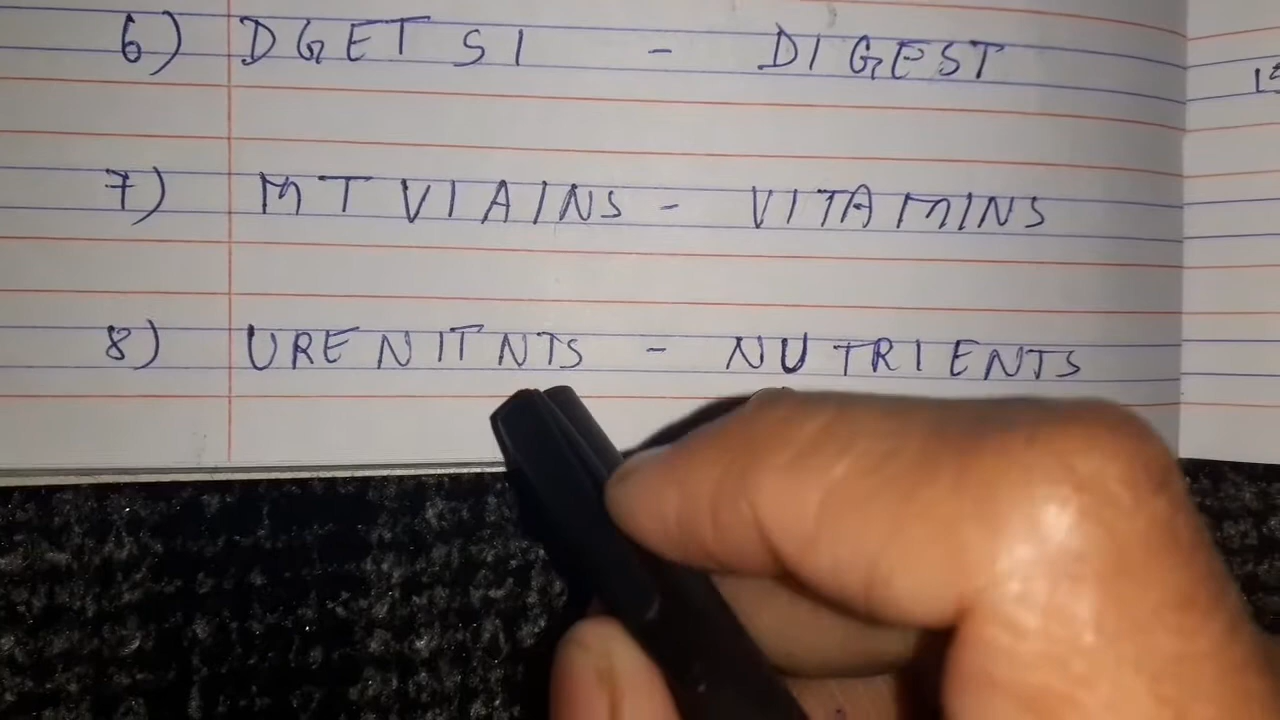 6) DGETSI - DIGEST
7) MTVIAINS - VITAMINS
8) URENITNTS - NUTRIENTS